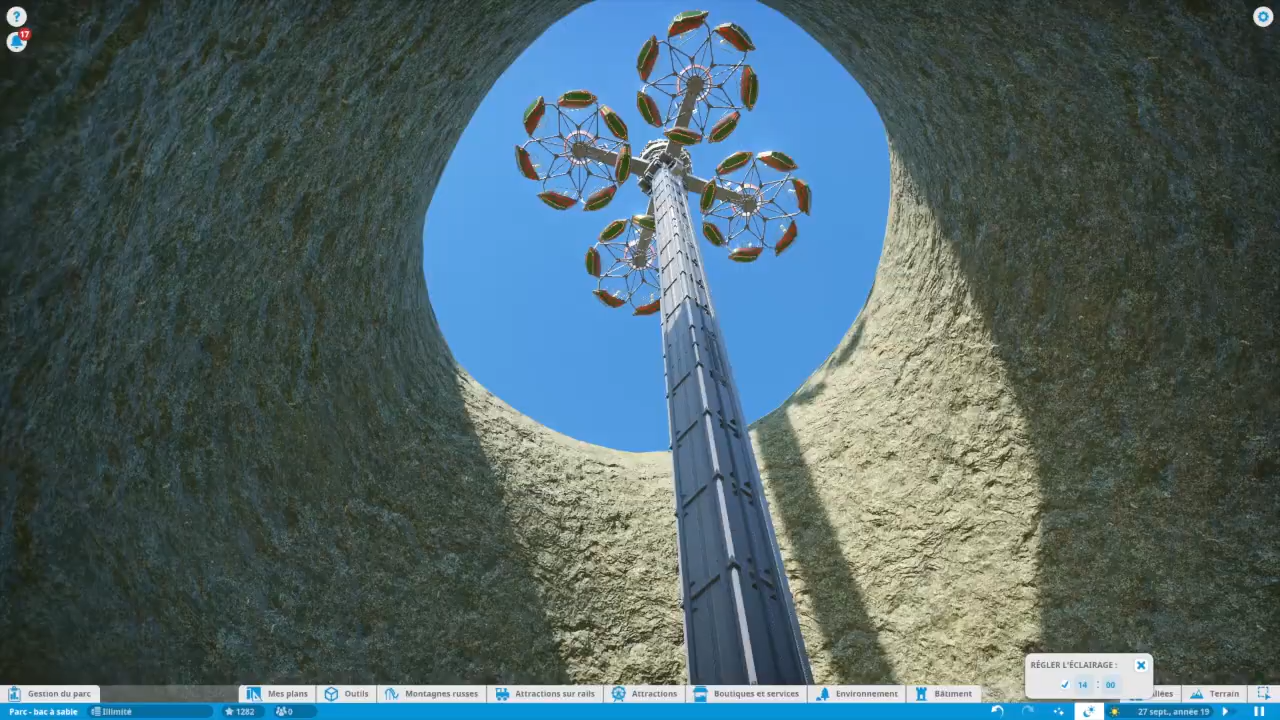 ?
17
RÉGLER L'ÉCLAIRAGE :
14 : 00
Gestion du parc
Mes plans
Outils
Montagnes russes
Attractions sur rails
Attractions
Boutiques et services
Environnement
Bâtiment
llées
Terrain
Parc - bac à sable
Illimité
1282
0
27 sept., année 19